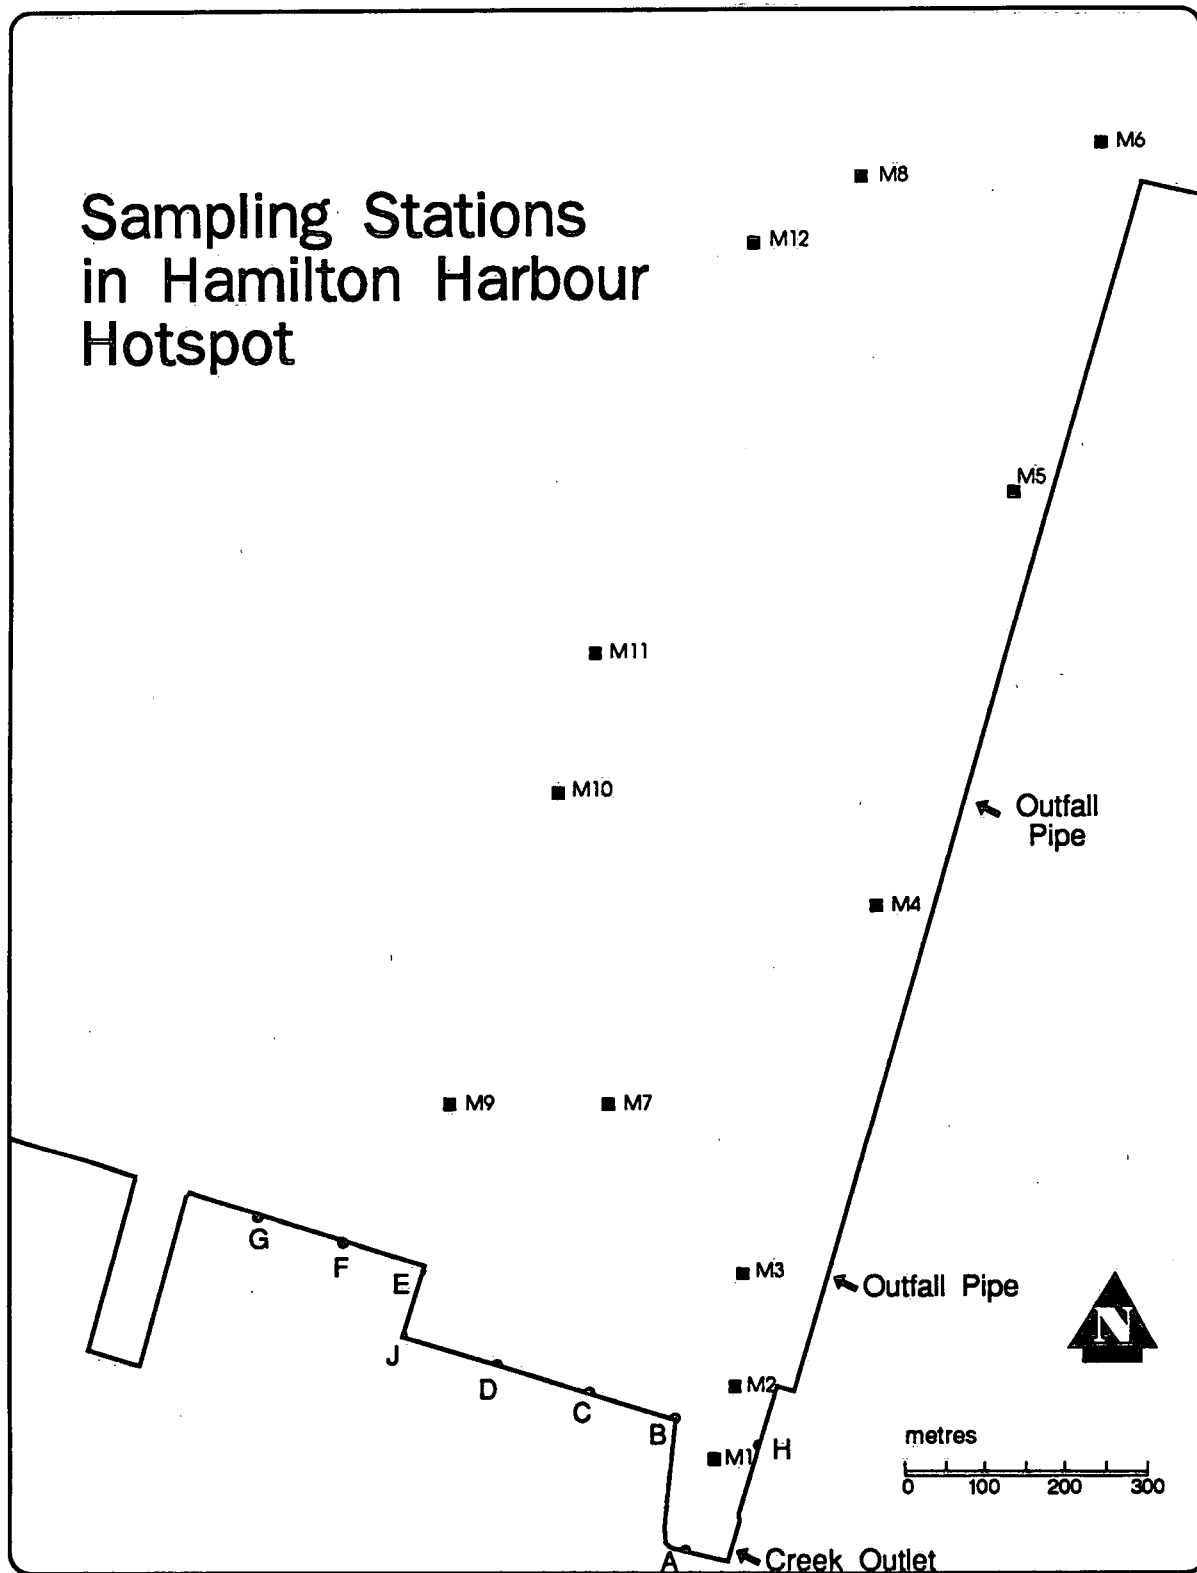 Sampling Stations
in Hamilton Harbour
Hotspot
M6
M8
M12
M5
M11
M10
Outfall
Pipe
M4
M9
M7
G
F
E
M3
Outfall Pipe
J
D
C
B
M2
N
M1
H
metres
0 100 200 300
A
Creek Outlet